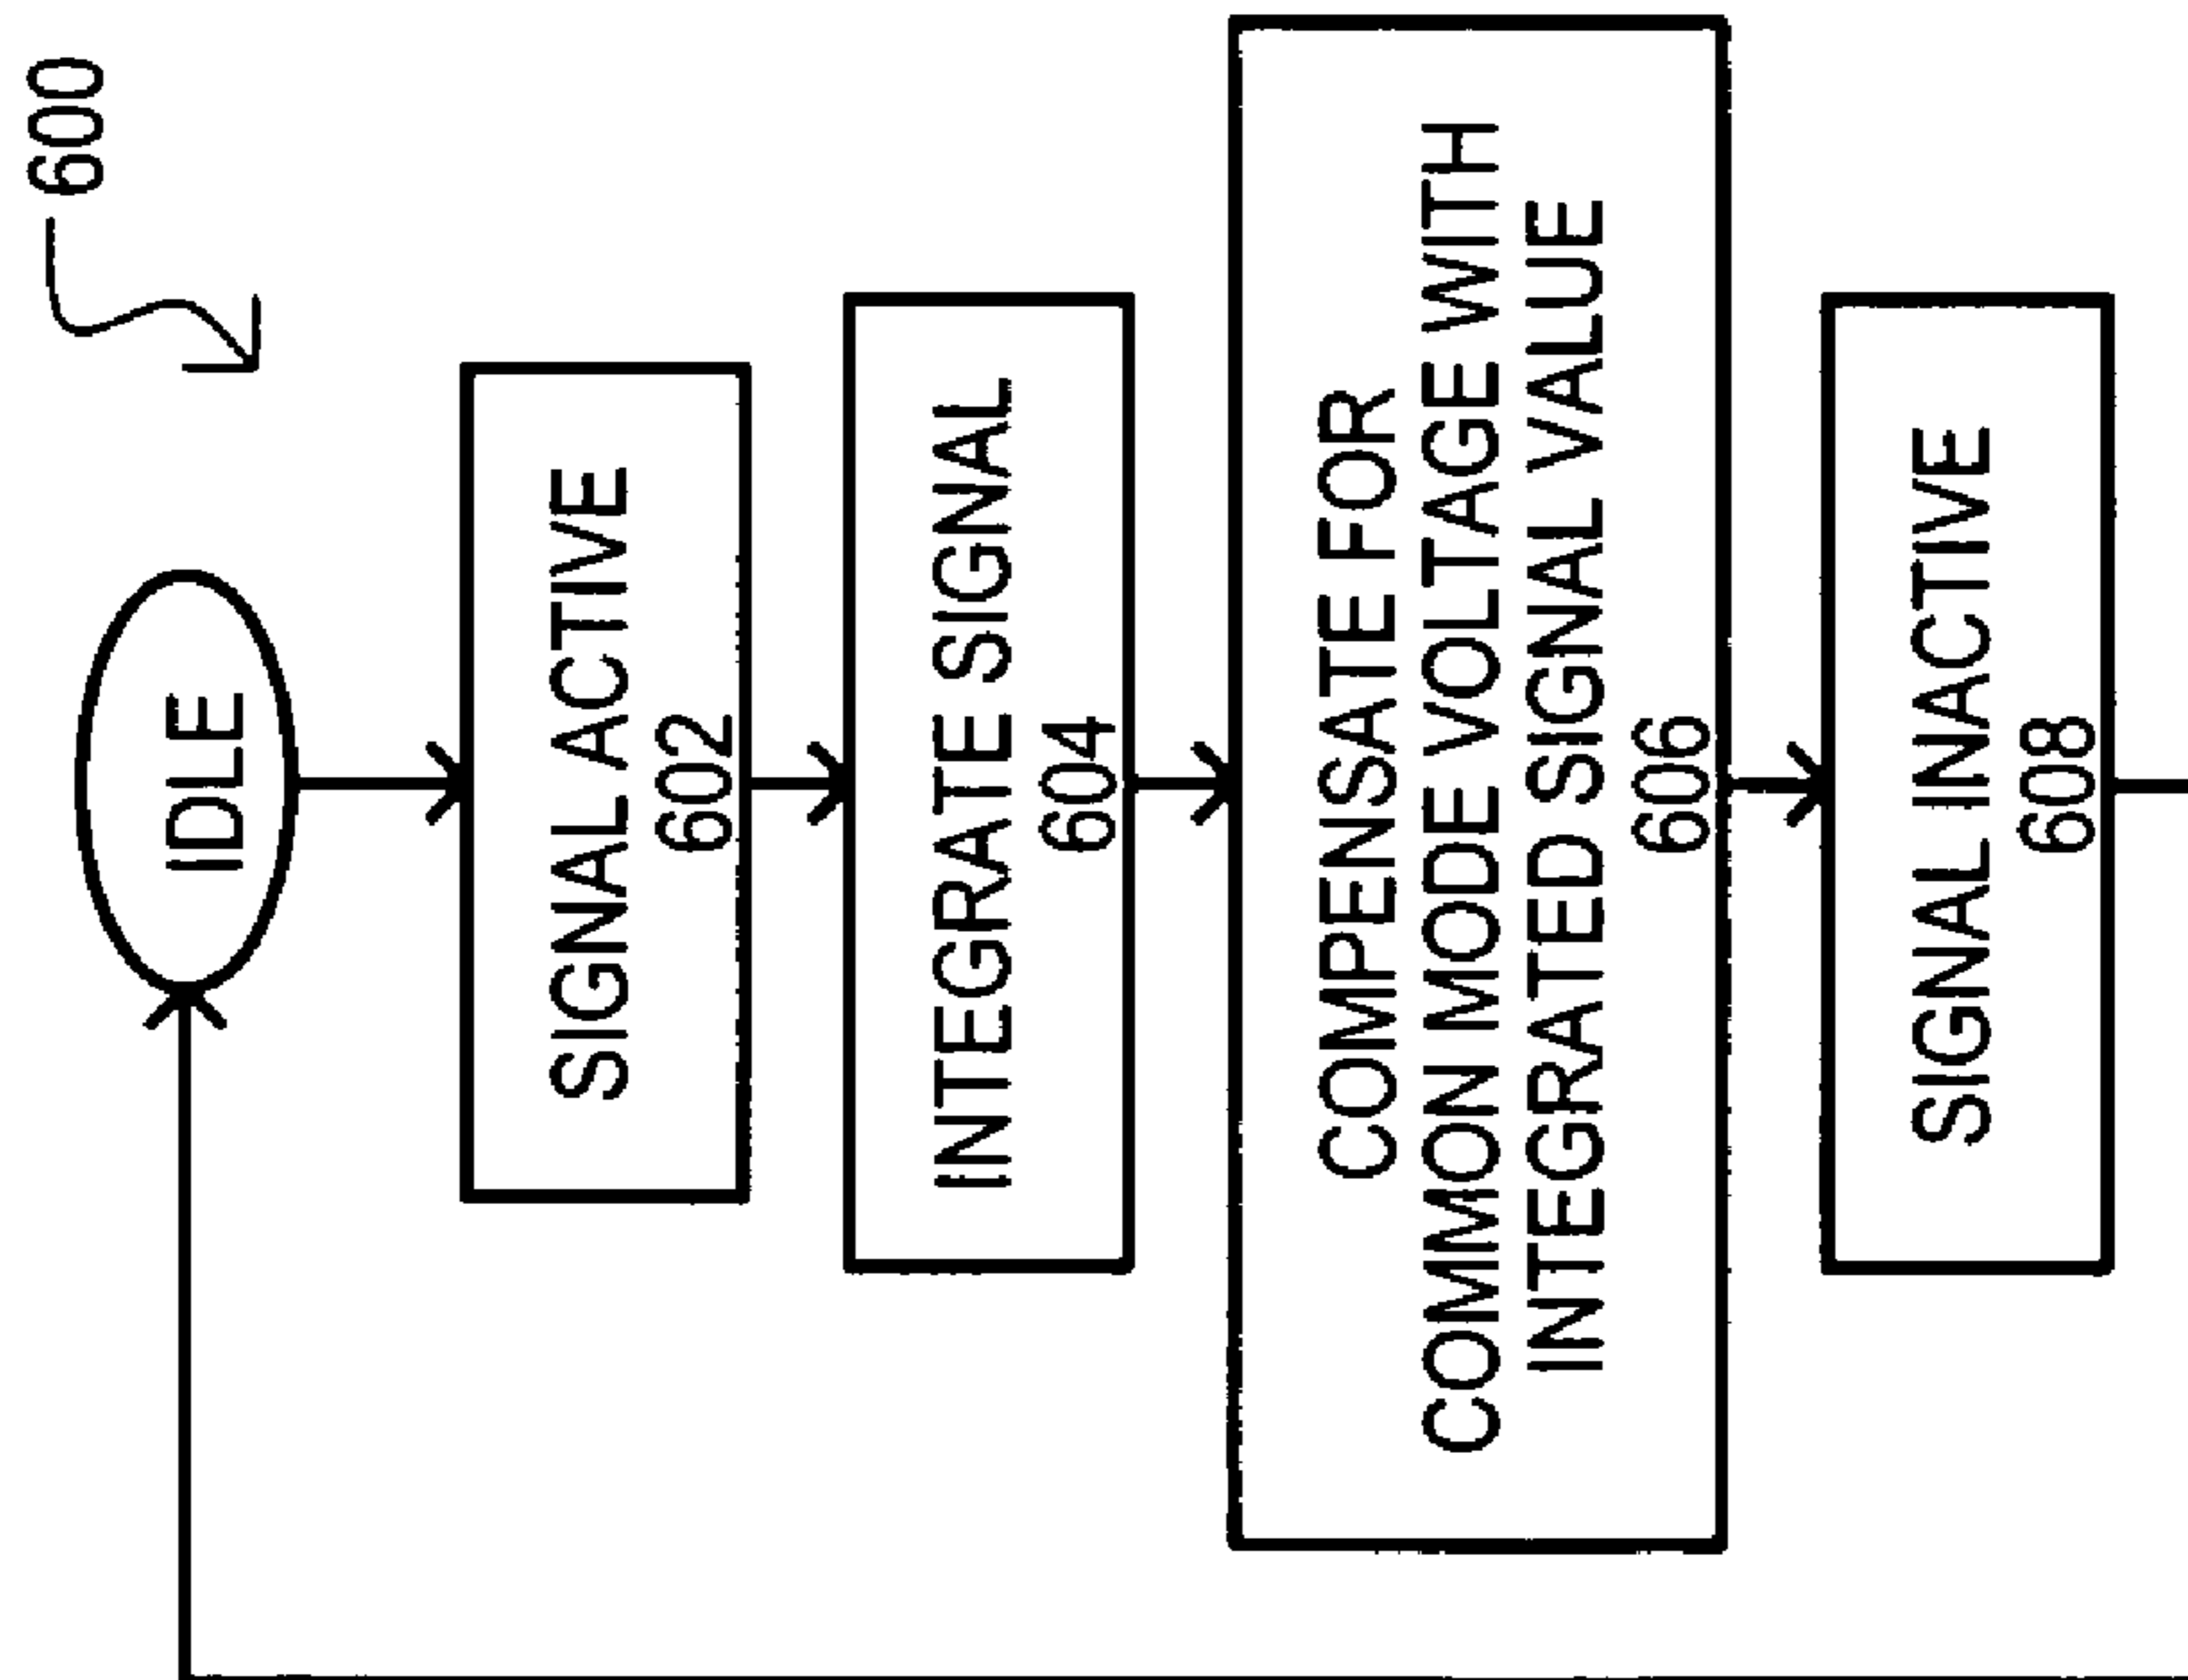 600
IDLE
SIGNAL ACTIVE
602
INTEGRATE SIGNAL
604
COMPENSATE FOR
COMMON MODE VOLTAGE WITH
INTEGRATED SIGNAL VALUE
606
SIGNAL INACTIVE
608